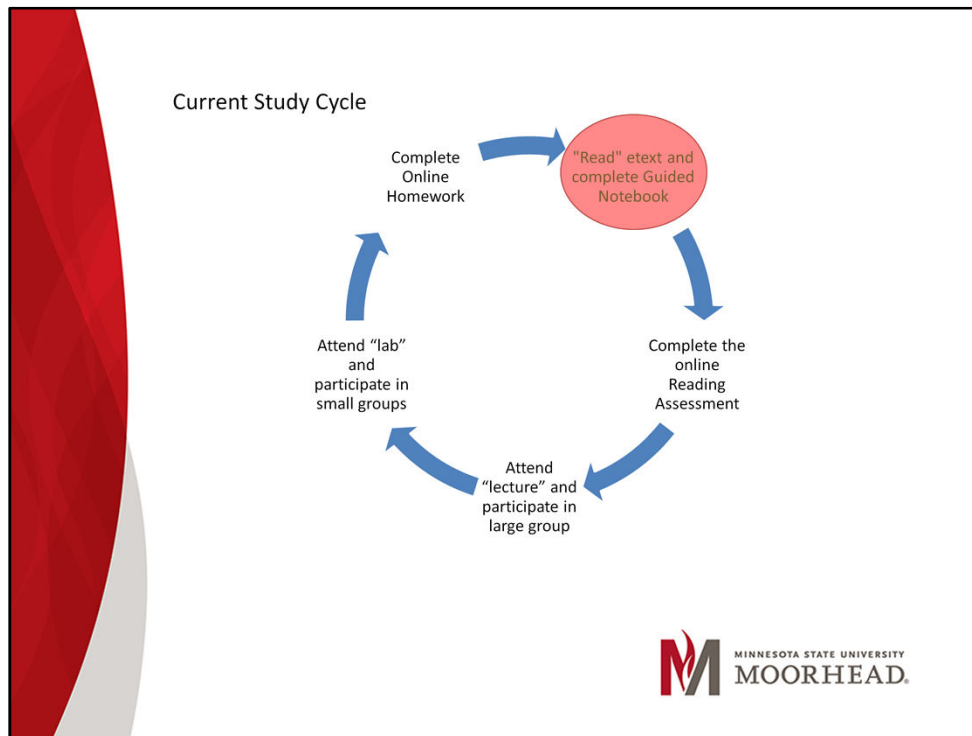 Current Study Cycle
"Read" etext and
complete Guided
Notebook
Complete the
online
Reading
Assessment
Attend
“lecture” and
participate in
large group
Attend “lab”
and
participate in
small groups
Complete
Online
Homework
MINNESOTA STATE UNIVERSITY
MOORHEAD®